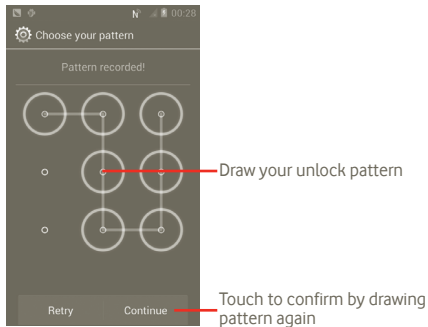 00:28
Choose your pattern
Pattern recorded!
Draw your unlock pattern
Retry
Continue
Touch to confirm by drawing
pattern again